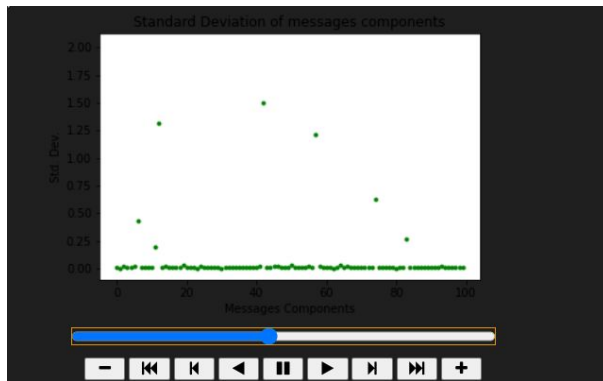 Standard Deviation of messages components
2.00
1.75
1.50
1.25
1.00
0.75
0.50
0.25
0.00
Std. Dev
0 20 40 60 80 100
Messages Components